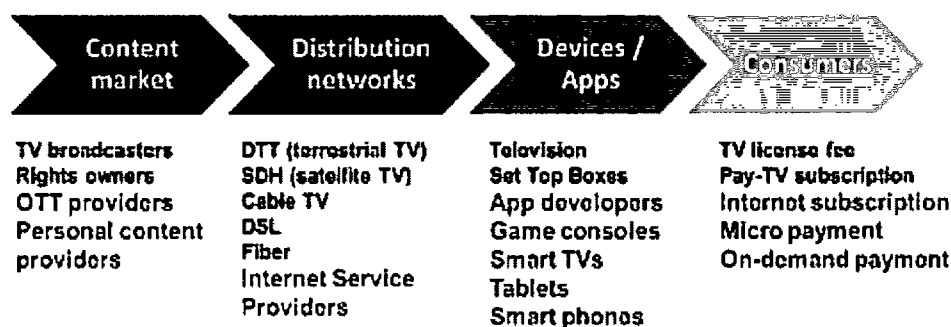 Content
market
Distribution
networks
Devices /
Apps
Consumers
TV broadcasters
Rights owners
OTT providers
Personal content
providers
DTT (terrestrial TV)
SDH (satellite TV)
Cable TV
DSL
Fiber
Internet Service
Providers
Television
Set Top Boxes
App developers
Game consoles
Smart TVs
Tablets
Smart phones
TV license fee
Pay-TV subscription
Internet subscription
Micro payment
On-demand payment